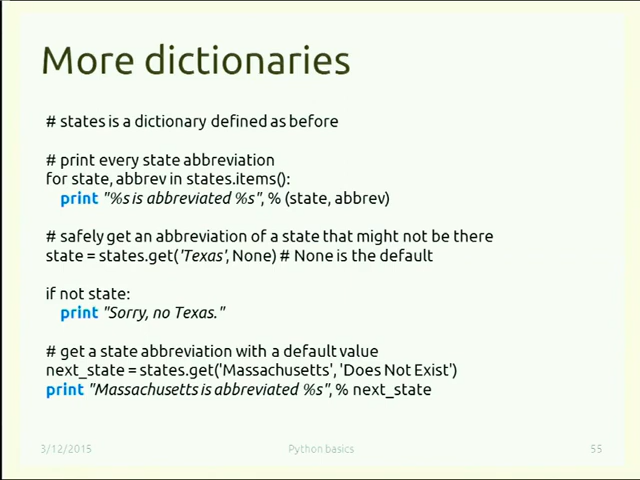 More dictionaries
# states is a dictionary defined as before
# print every state abbreviation
for state, abbrev in states.items():
print "%s is abbreviated %s", % (state, abbrev)
# safely get an abbreviation of a state that might not be there
state = states.get('Texas', None) # None is the default
if not state:
print "Sorry, no Texas."
# get a state abbreviation with a default value
next_state = states.get('Massachusetts', 'Does Not Exist')
print "Massachusetts is abbreviated %s", % next_state
3/12/2015
Python basics
55